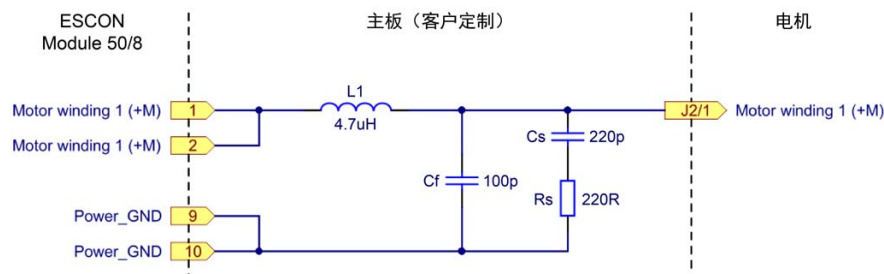 ESCON
Module 50/8
主板（客户定制）
电机
Motor winding 1 (+M)
1
L1
4.7uH
J2/1
Motor winding 1 (+M)
Motor winding 1 (+M)
2
Cs
220p
Cf
100p
Rs
220R
Power_GND
9
Power_GND
10